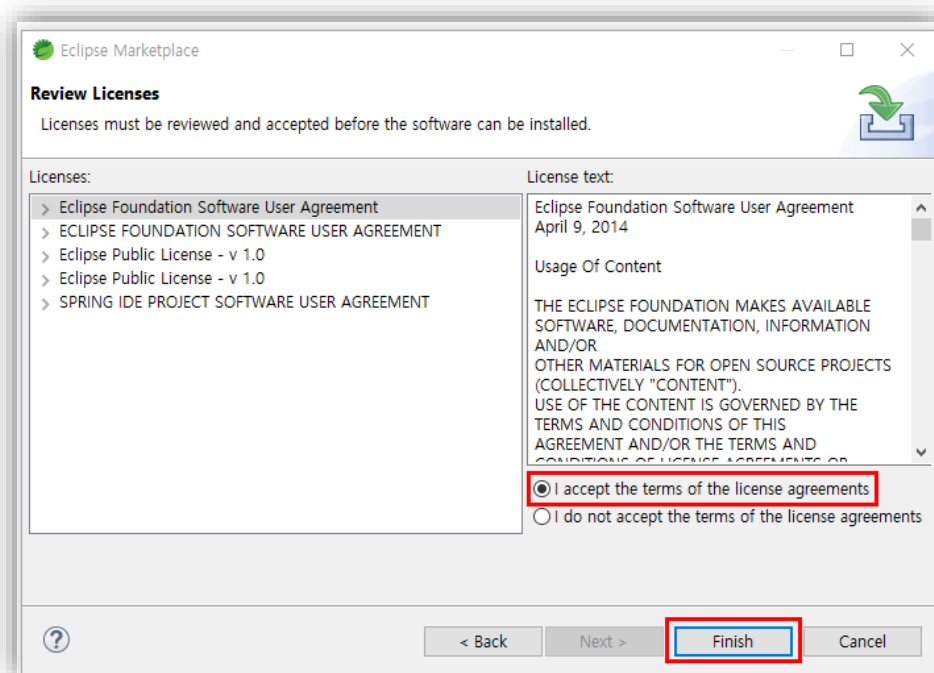 Eclipse Marketplace
Review Licenses
Licenses must be reviewed and accepted before the software can be installed.
Licenses:
Eclipse Foundation Software User Agreement
ECLIPSE FOUNDATION SOFTWARE USER AGREEMENT
Eclipse Public License - v 1.0
Eclipse Public License - v 1.0
SPRING IDE PROJECT SOFTWARE USER AGREEMENT
License text:
Eclipse Foundation Software User Agreement
April 9, 2014
Usage Of Content
THE ECLIPSE FOUNDATION MAKES AVAILABLE
SOFTWARE, DOCUMENTATION, INFORMATION
AND/OR
OTHER MATERIALS FOR OPEN SOURCE PROJECTS
(COLLECTIVELY "CONTENT").
USE OF THE CONTENT IS GOVERNED BY THE
TERMS AND CONDITIONS OF THIS
AGREEMENT AND/OR THE TERMS AND
CONDITIONS OF LICENSE AGREEMENTS OR
I accept the terms of the license agreements
I do not accept the terms of the license agreements
?
< Back
Next >
Finish
Cancel